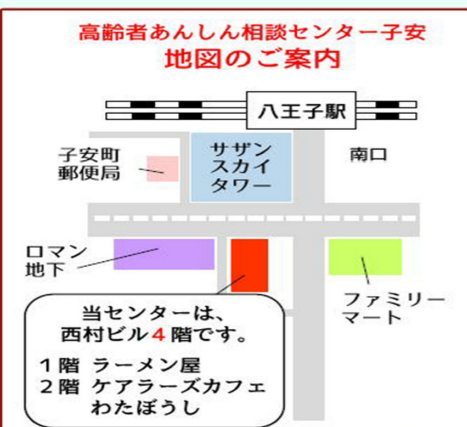 高齢者あんしん相談センター子安
地図のご案内
八王子駅
子安町
郵便局
サザン
スカイ
タワー
南口
ロマン
地下
ファミリー
マート
当センターは、
西村ビル4階です。
1階 ラーメン屋
2階 ケアラーズカフェ
わたぼうし